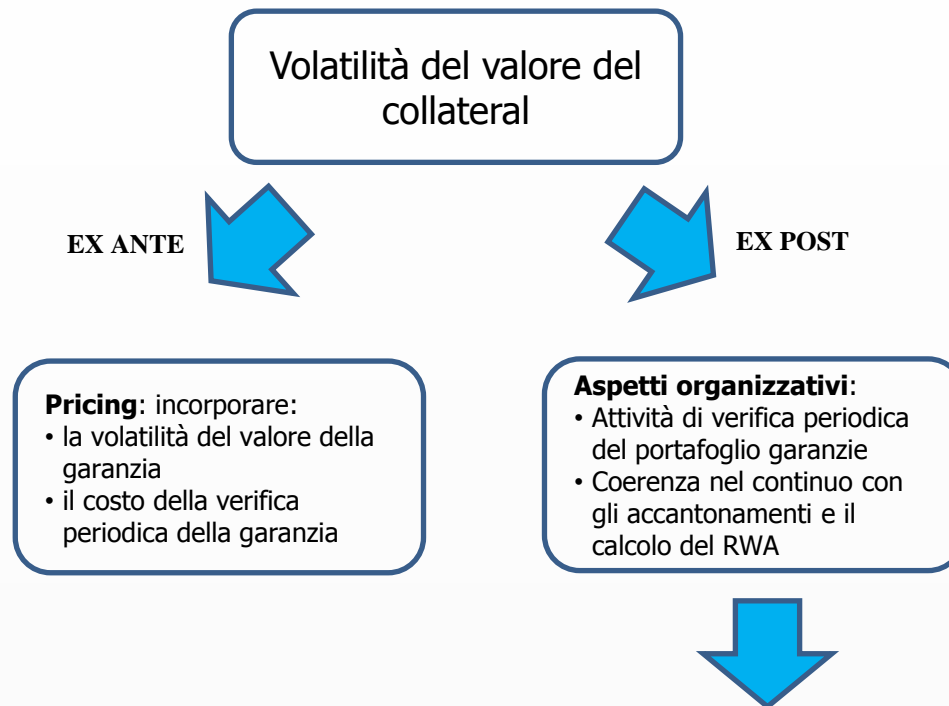 Volatilità del valore del
collateral
EX ANTE
EX POST
Pricing: incorporare:
• la volatilità del valore della
garanzia
• il costo della verifica
periodica della garanzia
Aspetti organizzativi:
• Attività di verifica periodica
del portafoglio garanzie
• Coerenza nel continuo con
gli accantonamenti e il
calcolo del RWA